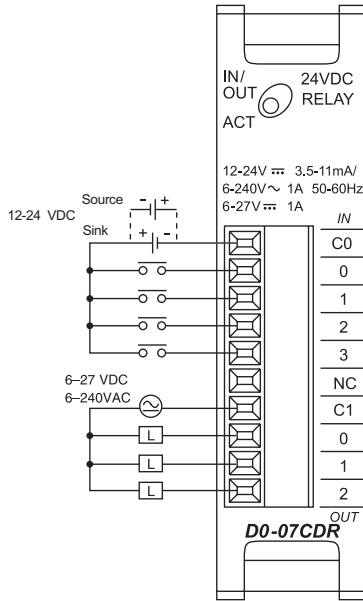 IN/
OUT
24VDC
RELAY
ACT
12-24V ⎓ 3.5-11mA/
6-240V∿ 1A 50-60Hz
6-27V⎓ 1A
IN
Source - +
12-24 VDC
Sink + -
C0
0
1
2
3
NC
6–27 VDC
6–240VAC
C1
L 0
L 1
L 2
OUT
D0-07CDR